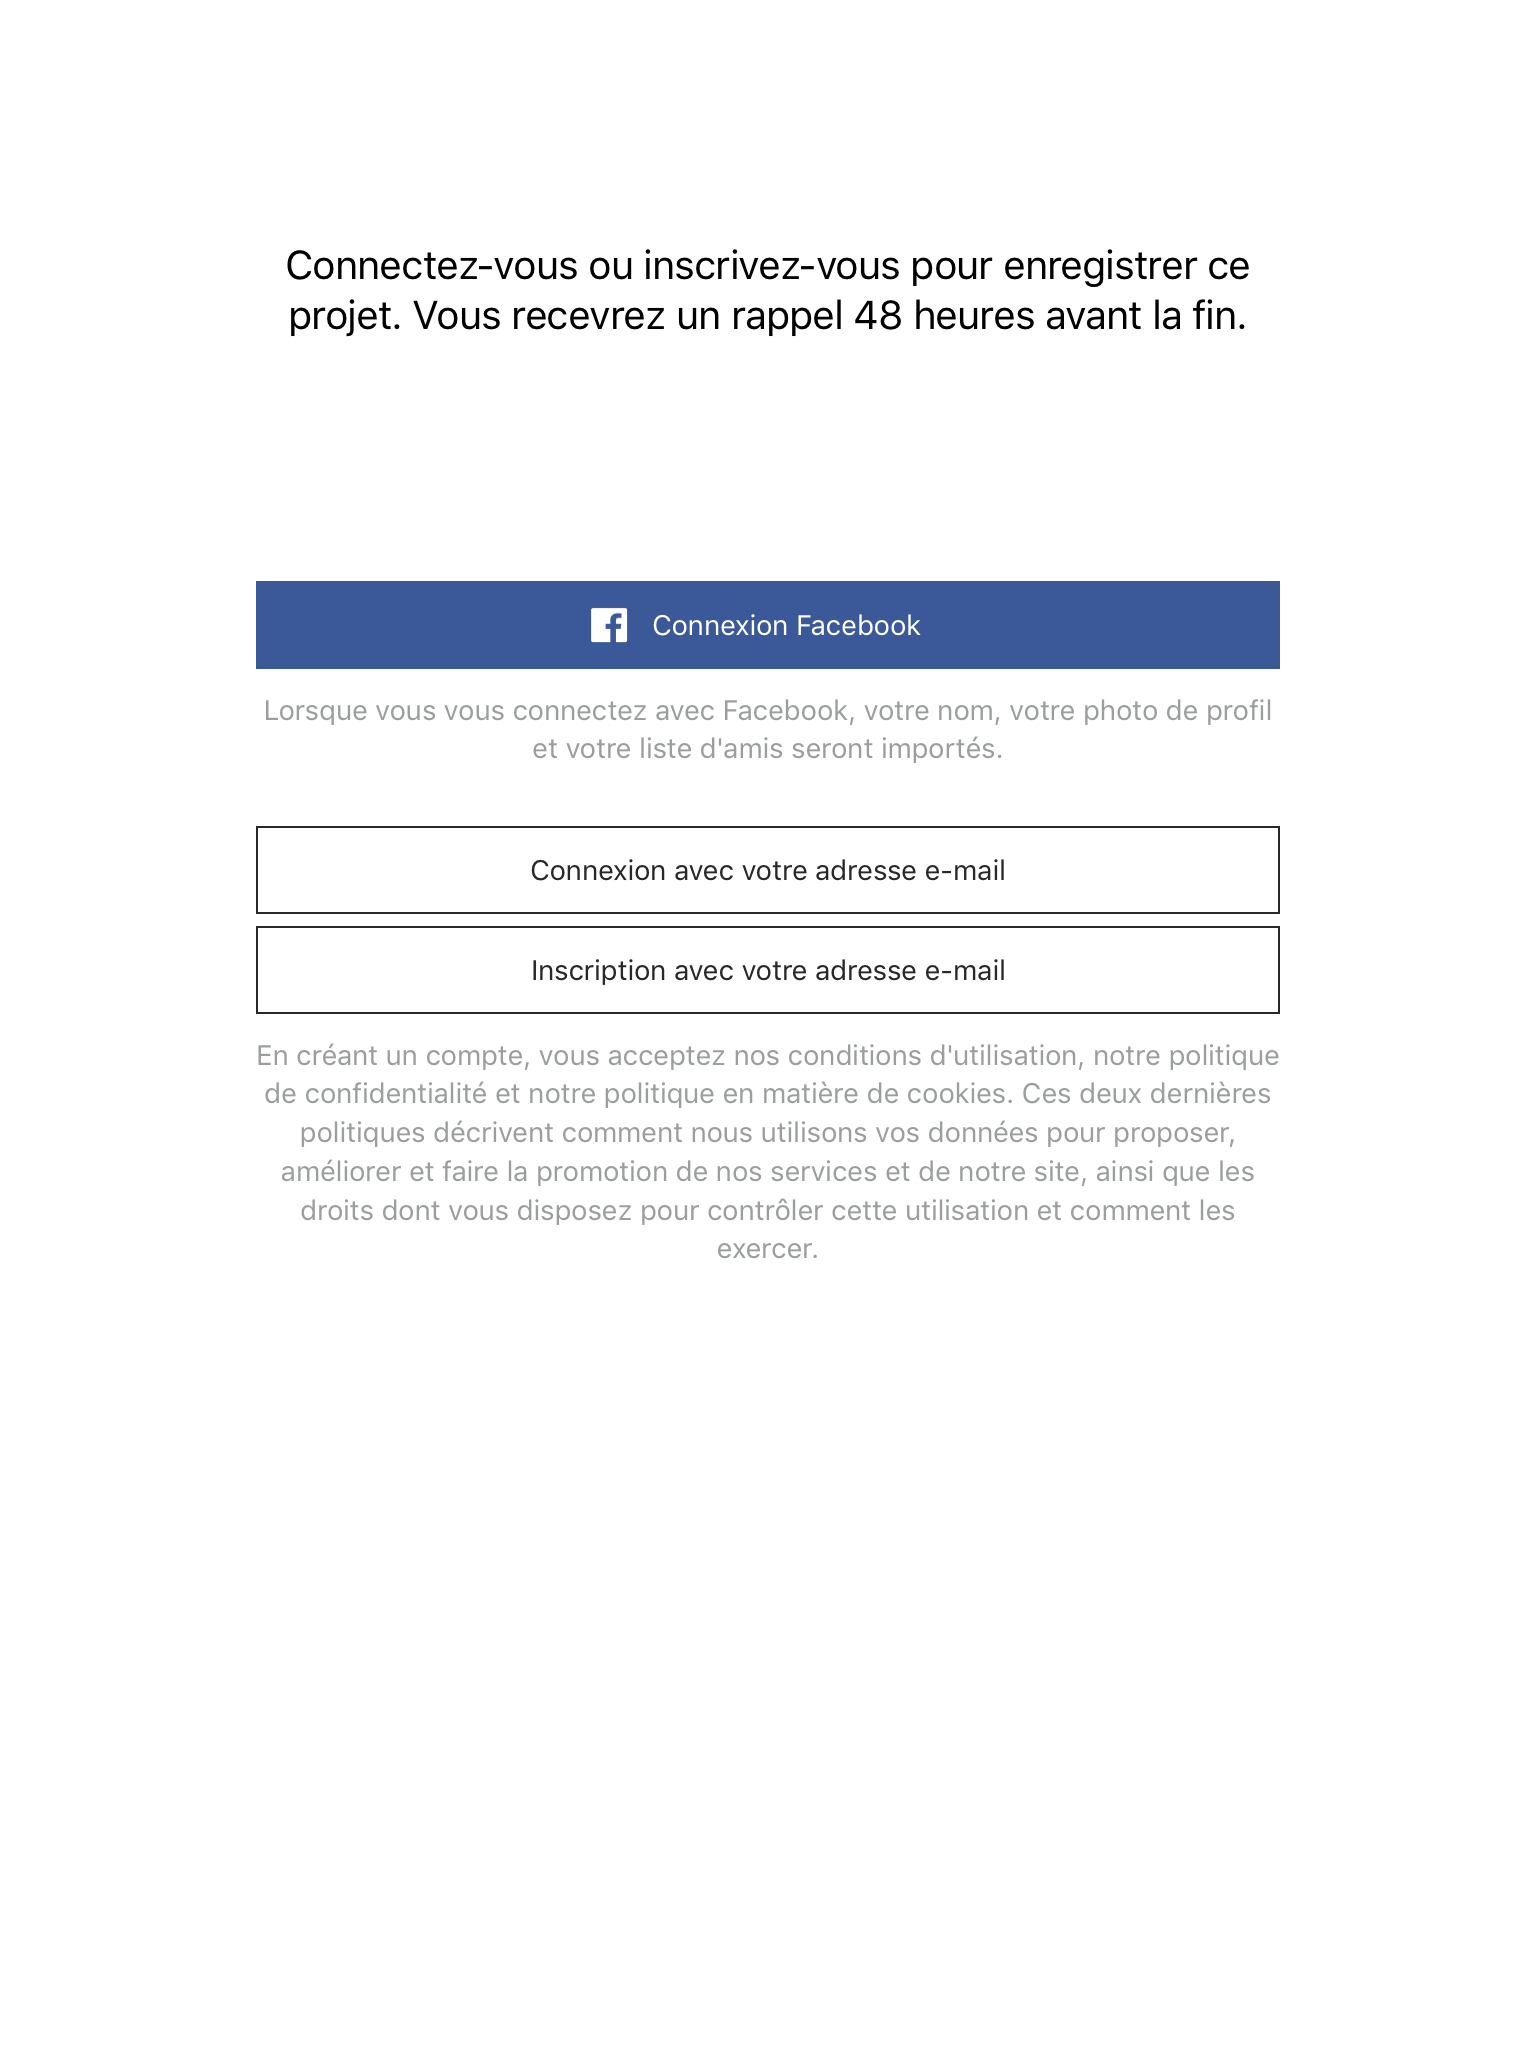 Connectez-vous ou inscrivez-vous pour enregistrer ce
projet. Vous recevrez un rappel 48 heures avant la fin.
Connexion Facebook
Lorsque vous vous connectez avec Facebook, votre nom, votre photo de profil
et votre liste d'amis seront importés.
Connexion avec votre adresse e-mail
Inscription avec votre adresse e-mail
En créant un compte, vous acceptez nos conditions d'utilisation, notre politique
de confidentialité et notre politique en matière de cookies. Ces deux dernières
politiques décrivent comment nous utilisons vos données pour proposer,
améliorer et faire la promotion de nos services et de notre site, ainsi que les
droits dont vous disposez pour contrôler cette utilisation et comment les
exercer.